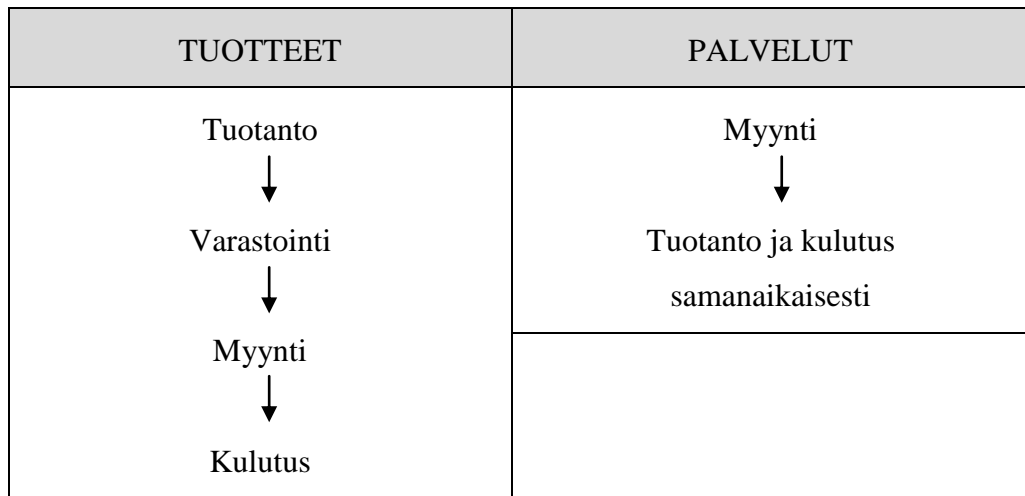 TUOTTEET
Tuotanto
Varastointi
Myynti
Kulutus
PALVELUT
Myynti
Tuotanto ja kulutus
samanaikaisesti